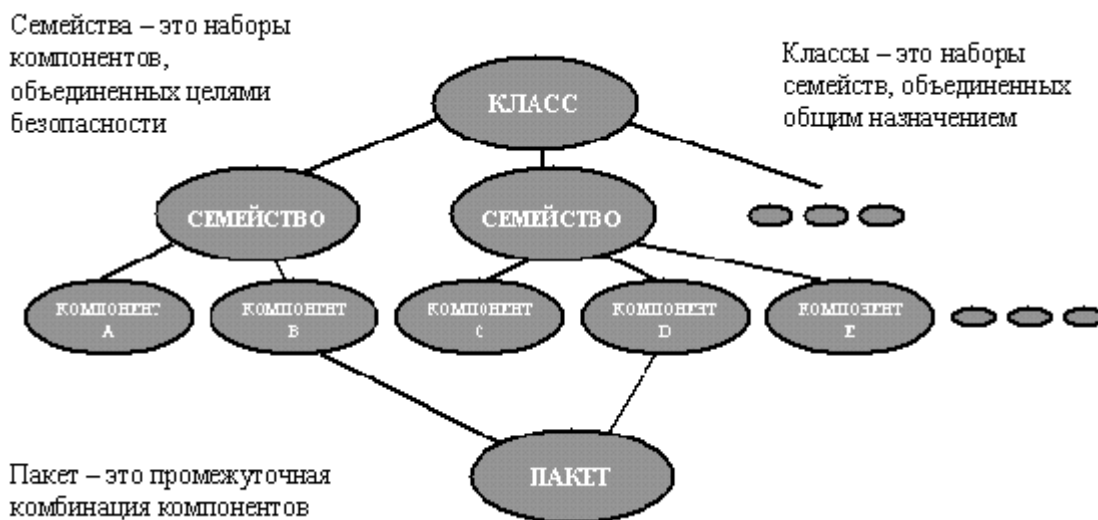 Семейства – это наборы
компонентов,
объединенных целями
безопасности
Классы – это наборы
семейств, объединенных
общим назначением
КЛАСС
СЕМЕЙСТВО
СЕМЕЙСТВО
КОМПОНЕНТ
A
КОМПОНЕНТ
B
КОМПОНЕНТ
C
КОМПОНЕНТ
D
КОМПОНЕНТ
E
ПАКЕТ
Пакет – это промежуточная
комбинация компонентов